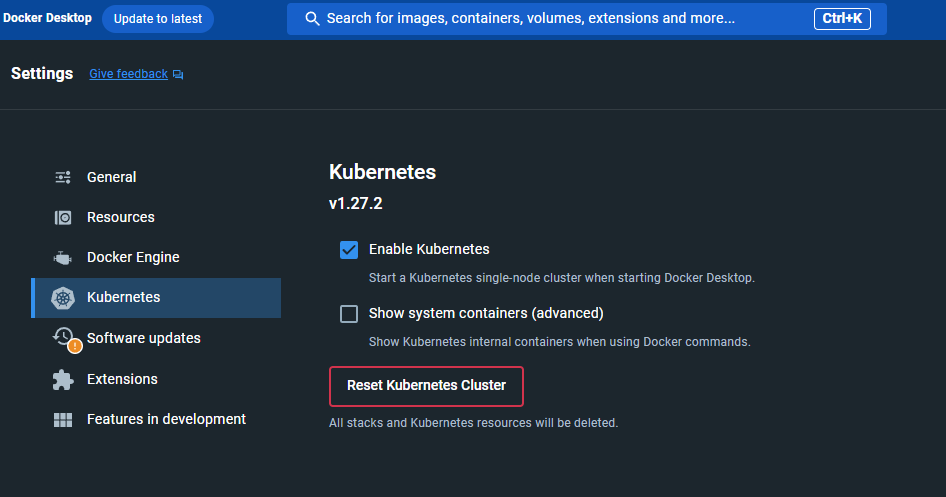 Docker Desktop
Update to latest
Search for images, containers, volumes, extensions and more...
Ctrl+K
Settings
Give feedback
General
Resources
Docker Engine
Kubernetes
Software updates
Extensions
Features in development
Kubernetes
v1.27.2
Enable Kubernetes
Start a Kubernetes single-node cluster when starting Docker Desktop.
Show system containers (advanced)
Show Kubernetes internal containers when using Docker commands.
Reset Kubernetes Cluster
All stacks and Kubernetes resources will be deleted.